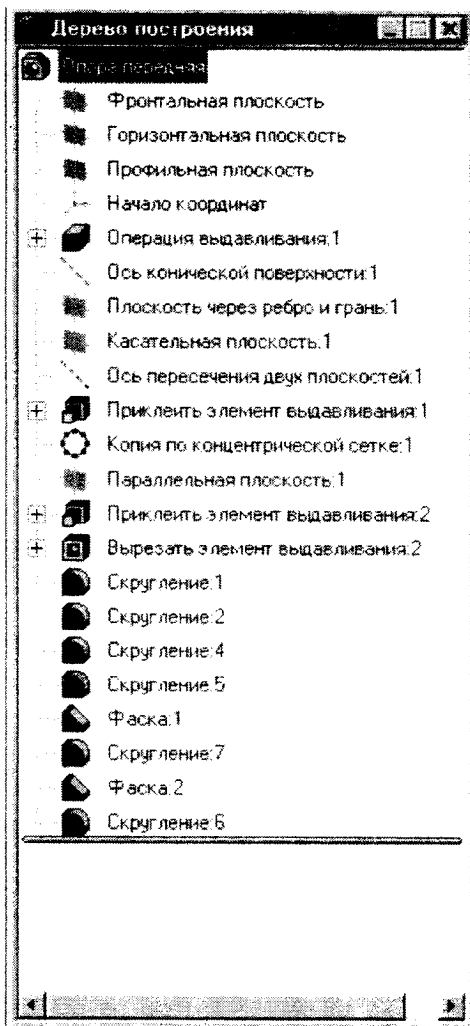 Дерево построения
Опора передняя
Фронтальная плоскость
Горизонтальная плоскость
Профильная плоскость
Начало координат
Операция выдавливания:1
Ось конической поверхности:1
Плоскость через ребро и грань:1
Касательная плоскость:1
Ось пересечения двух плоскостей:1
Приклеить элемент выдавливания:1
Копия по концентрической сетке:1
Параллельная плоскость:1
Приклеить элемент выдавливания:2
Вырезать элемент выдавливания:2
Скругление:1
Скругление:2
Скругление:4
Скругление:5
Фаска:1
Скругление:7
Фаска:2
Скругление:6